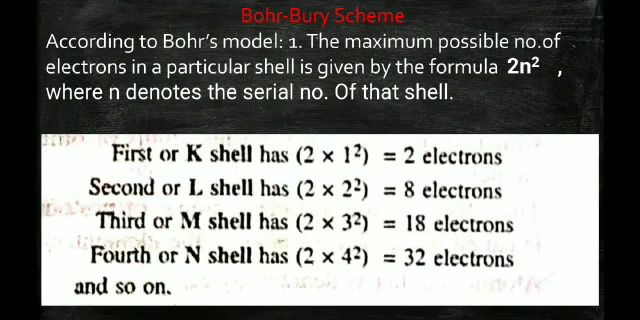 Bohr-Bury Scheme
According to Bohr's model: 1. The maximum possible no.of
electrons in a particular shell is given by the formula 2n² ,
where n denotes the serial no. Of that shell.
First or K shell has (2 × 1²) = 2 electrons
Second or L shell has (2 × 2²) = 8 electrons
Third or M shell has (2 × 3²) = 18 electrons
Fourth or N shell has (2 × 4²) = 32 electrons
and so on.